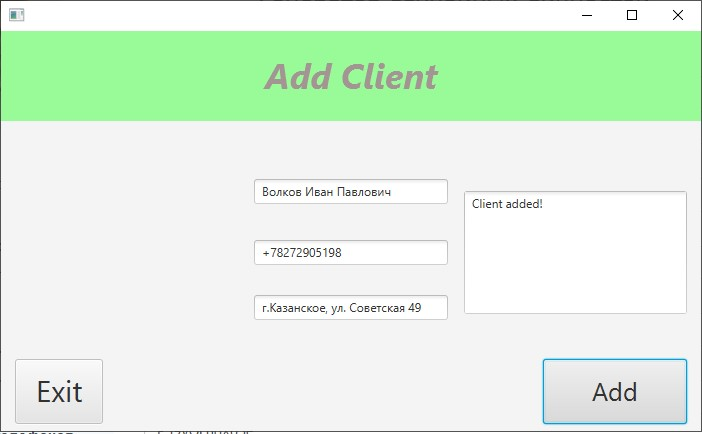 Add Client
Волков Иван Павлович
Client added!
+78272905198
г.Казанское, ул. Советская 49
Exit
Add